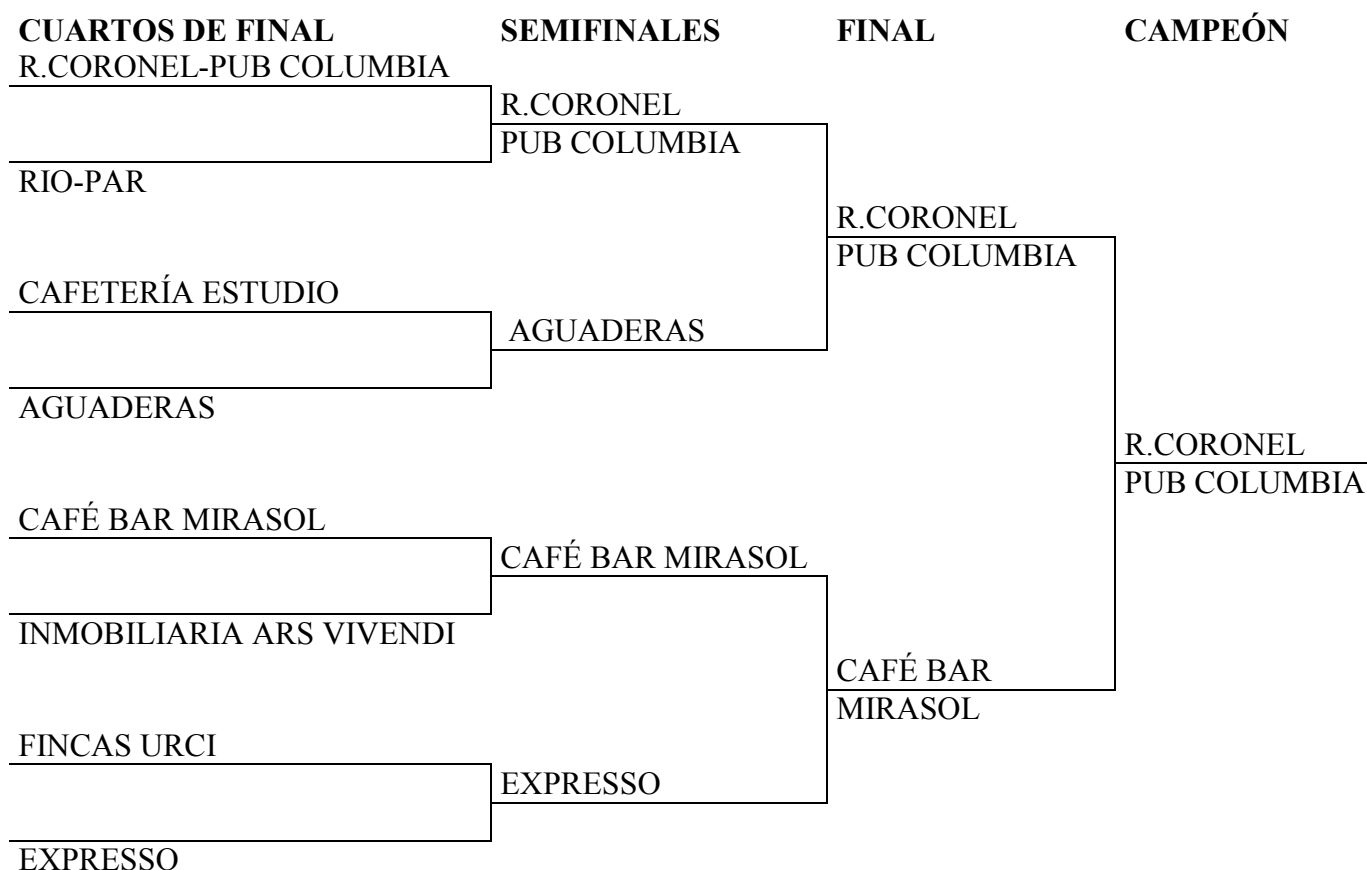 CUARTOS DE FINAL SEMIFINALES FINAL CAMPEÓN
R.CORONEL-PUB COLUMBIA
R.CORONEL
PUB COLUMBIA
RIO-PAR
R.CORONEL
PUB COLUMBIA
CAFETERÍA ESTUDIO
AGUADERAS
AGUADERAS
R.CORONEL
PUB COLUMBIA
CAFÉ BAR MIRASOL
CAFÉ BAR MIRASOL
INMOBILIARIA ARS VIVENDI
CAFÉ BAR
MIRASOL
FINCAS URCI
EXPRESSO
EXPRESSO